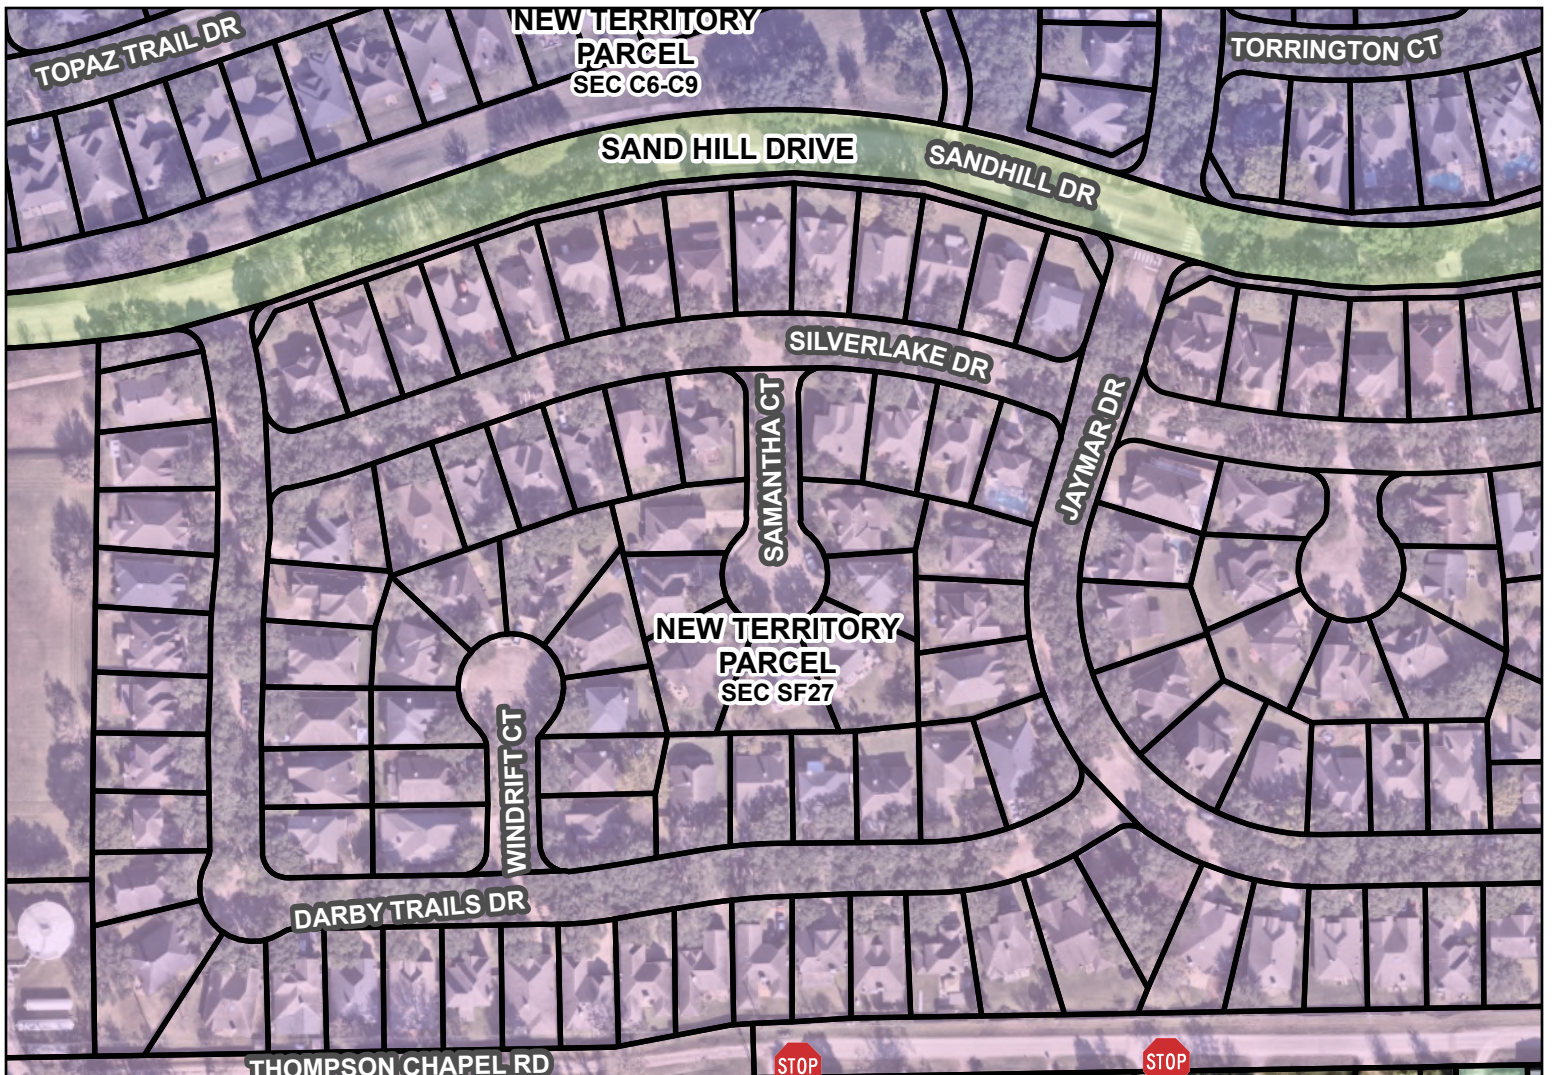 NEW TERRITORY
PARCEL
SEC C6-C9
TOPAZ TRAIL DR
TORRINGTON CT
SAND HILL DRIVE
SANDHILL DR
SILVERLAKE DR
SAMANTHA CT
JAYMAR DR
NEW TERRITORY
PARCEL
SEC SF27
WINDRIFT CT
DARBY TRAILS DR
THOMPSON CHAPEL RD
STOP
STOP